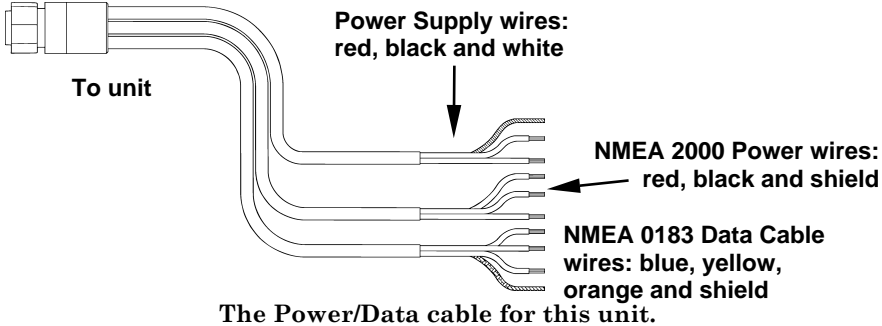 Power Supply wires:
red, black and white
To unit
NMEA 2000 Power wires:
red, black and shield
NMEA 0183 Data Cable
wires: blue, yellow,
orange and shield
The Power/Data cable for this unit.